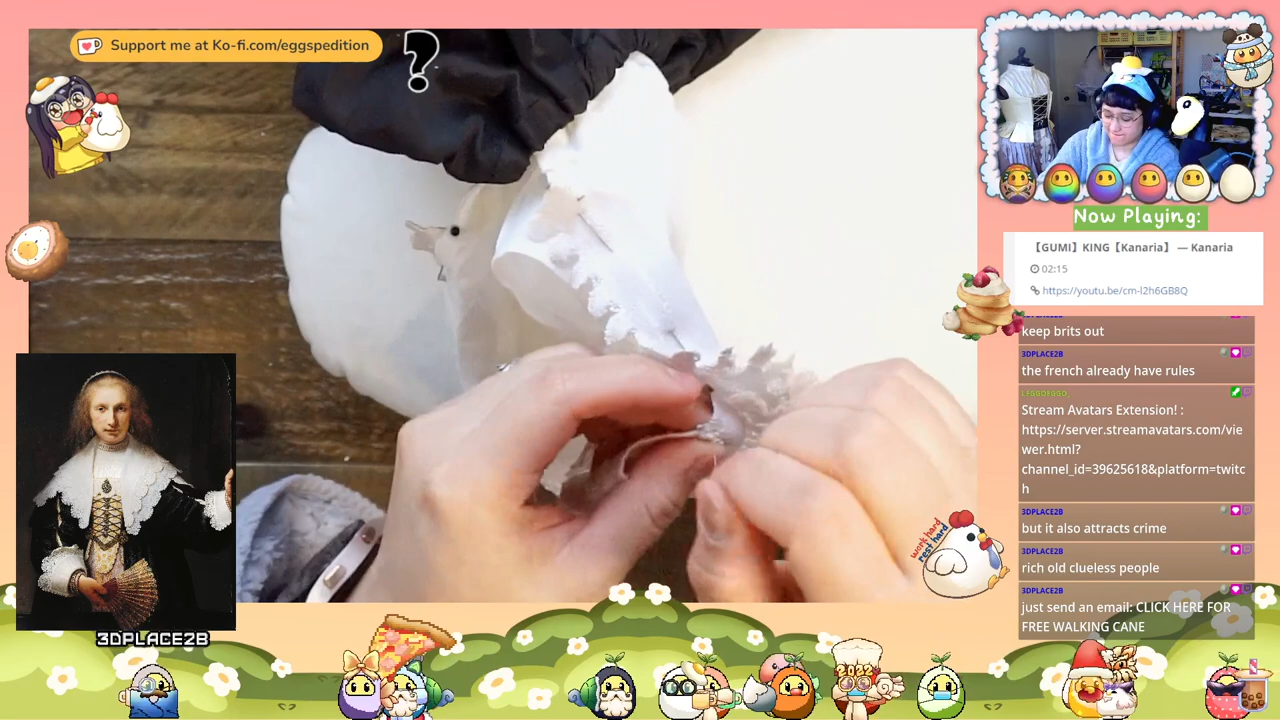 Support me at Ko-fi.com/eggspedition
?
Now Playing:
【GUMI】KING【Kanaria】 — Kanaria
02:15
https://youtu.be/cm-l2h6GB8Q
keep brits out
3DPLACE2B
the french already have rules
Stream Avatars Extension! :
https://server.streamavatars.com/vie
wer.html?
channel_id=39625618&platform=twitc
h
3DPLACE2B
but it also attracts crime
3DPLACE2B
rich old clueless people
3DPLACE2B
just send an email: CLICK HERE FOR
FREE WALKING CANE
work hard
rest hard
3DPLACE2B
2022